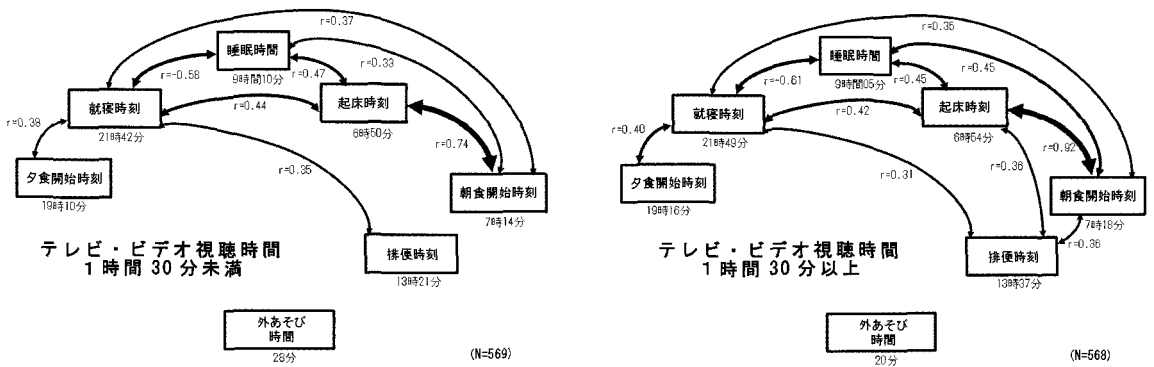 r=0.37
睡眠時間
9時間10分
r=0.33
r=-0.58
r=0.47
就寝時刻
21時42分
r=0.44
起床時刻
6時50分
r=0.38
r=0.74
r=0.35
夕食開始時刻
19時10分
朝食開始時刻
7時14分
テレビ・ビデオ視聴時間
1時間30分未満
排便時刻
13時21分
外あそび
時間
28分
(N=569)
r=0.35
睡眠時間
9時間05分
r=0.45
r=-0.61
r=0.45
就寝時刻
21時49分
r=0.42
起床時刻
6時54分
r=0.40
r=0.92
r=0.36
r=0.31
夕食開始時刻
19時16分
朝食開始時刻
7時18分
r=0.36
テレビ・ビデオ視聴時間
1時間30分以上
排便時刻
13時37分
外あそび
時間
20分
(N=568)